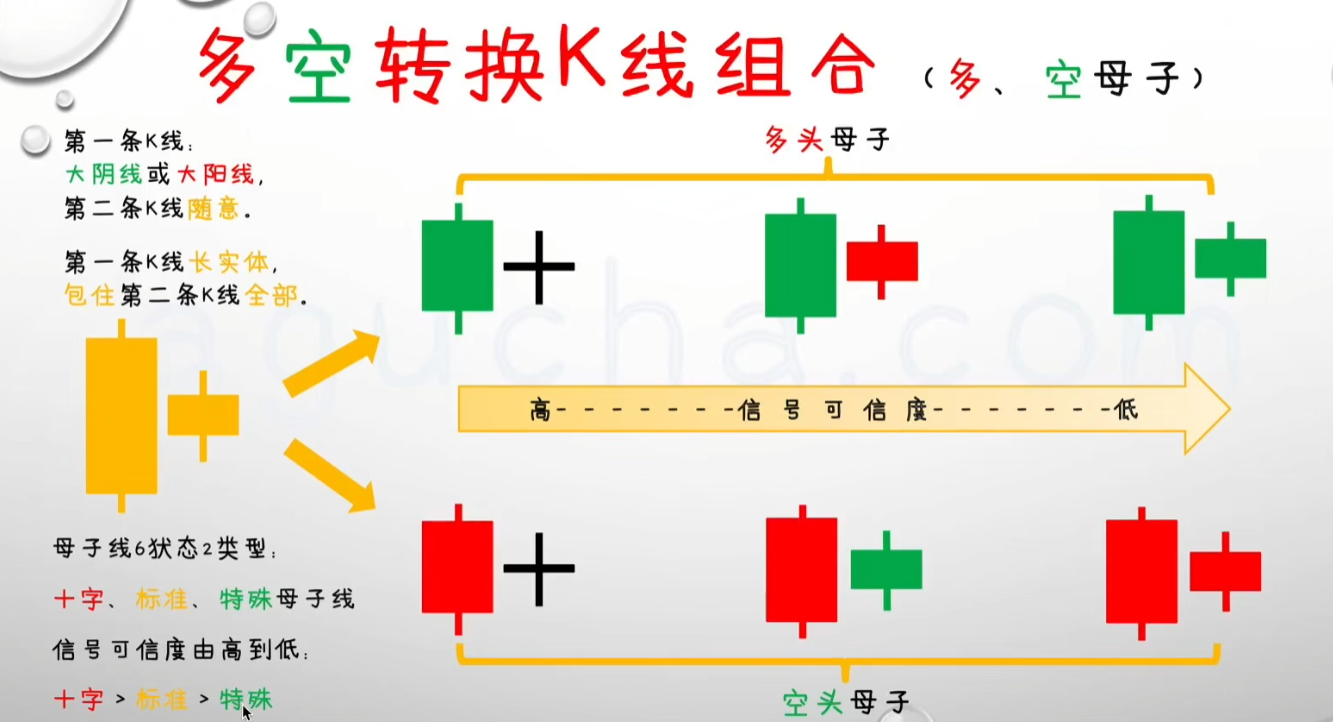 多空转换K线组合（多、空母子）
第一条K线：
大阴线或大阳线，
第二条K线随意。
第一条K线长实体，
包住第二条K线全部。
多头母子
高-------信号可信度-------低
母子线6状态2类型：
十字、标准、特殊母子线
信号可信度由高到低：
十字>标准>特殊
空头母子